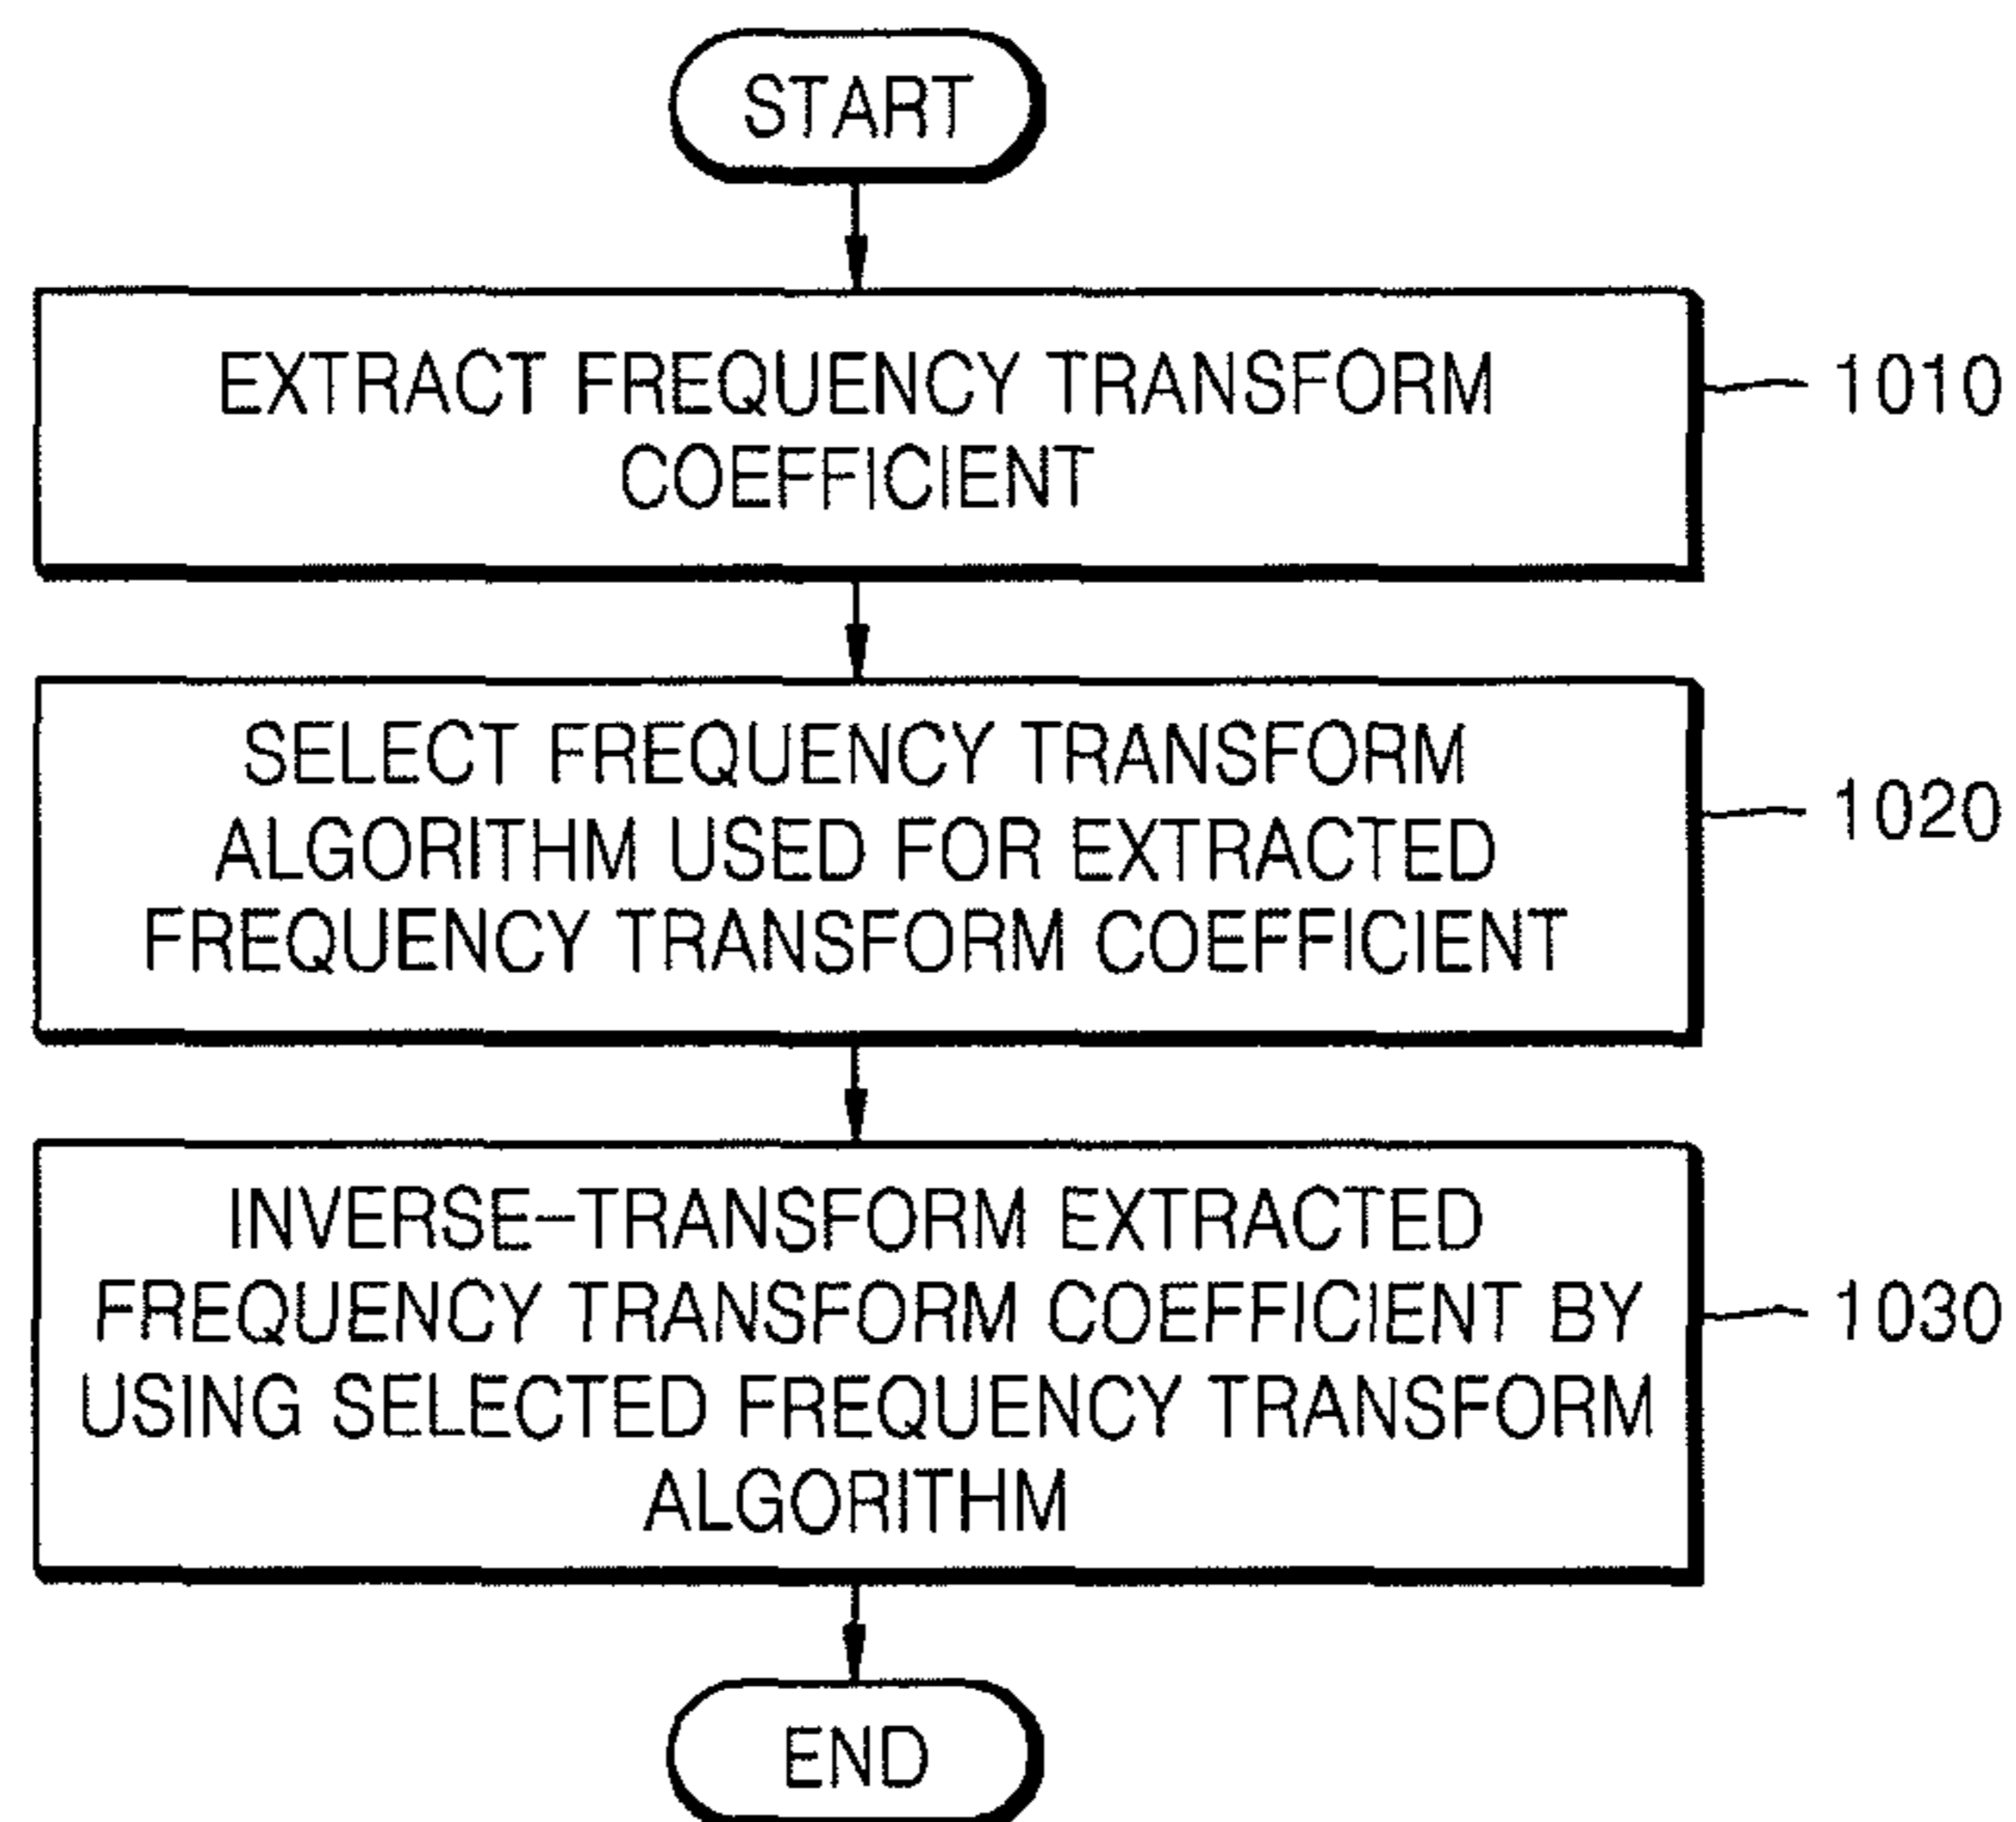 START
EXTRACT FREQUENCY TRANSFORM
COEFFICIENT
1010
SELECT FREQUENCY TRANSFORM
ALGORITHM USED FOR EXTRACTED
FREQUENCY TRANSFORM COEFFICIENT
1020
INVERSE-TRANSFORM EXTRACTED
FREQUENCY TRANSFORM COEFFICIENT BY
USING SELECTED FREQUENCY TRANSFORM
ALGORITHM
1030
END